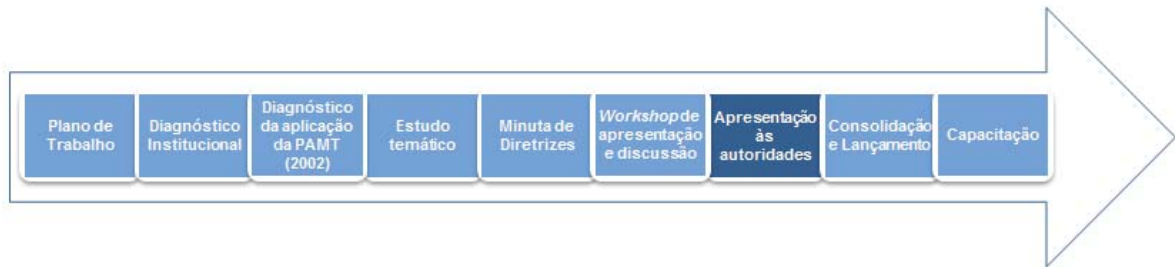 Plano de
Trabalho
Diagnóstico
Institucional
Diagnóstico
da aplicação
da PAMT
(2002)
Estudo
temático
Minuta de
Diretrizes
Workshop de
apresentação
e discussão
Apresentação
às
autoridades
Consolidação
e Lançamento
Capacitação